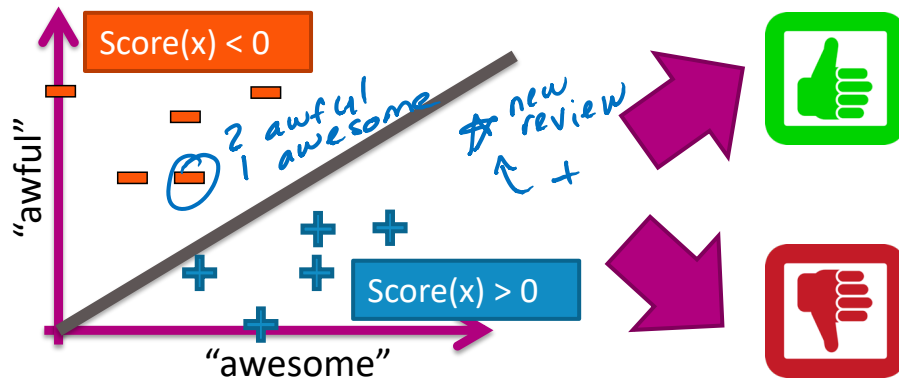 Score(x) < 0
2 awful
1 awesome
new
review
+
“awful”
Score(x) > 0
“awesome”